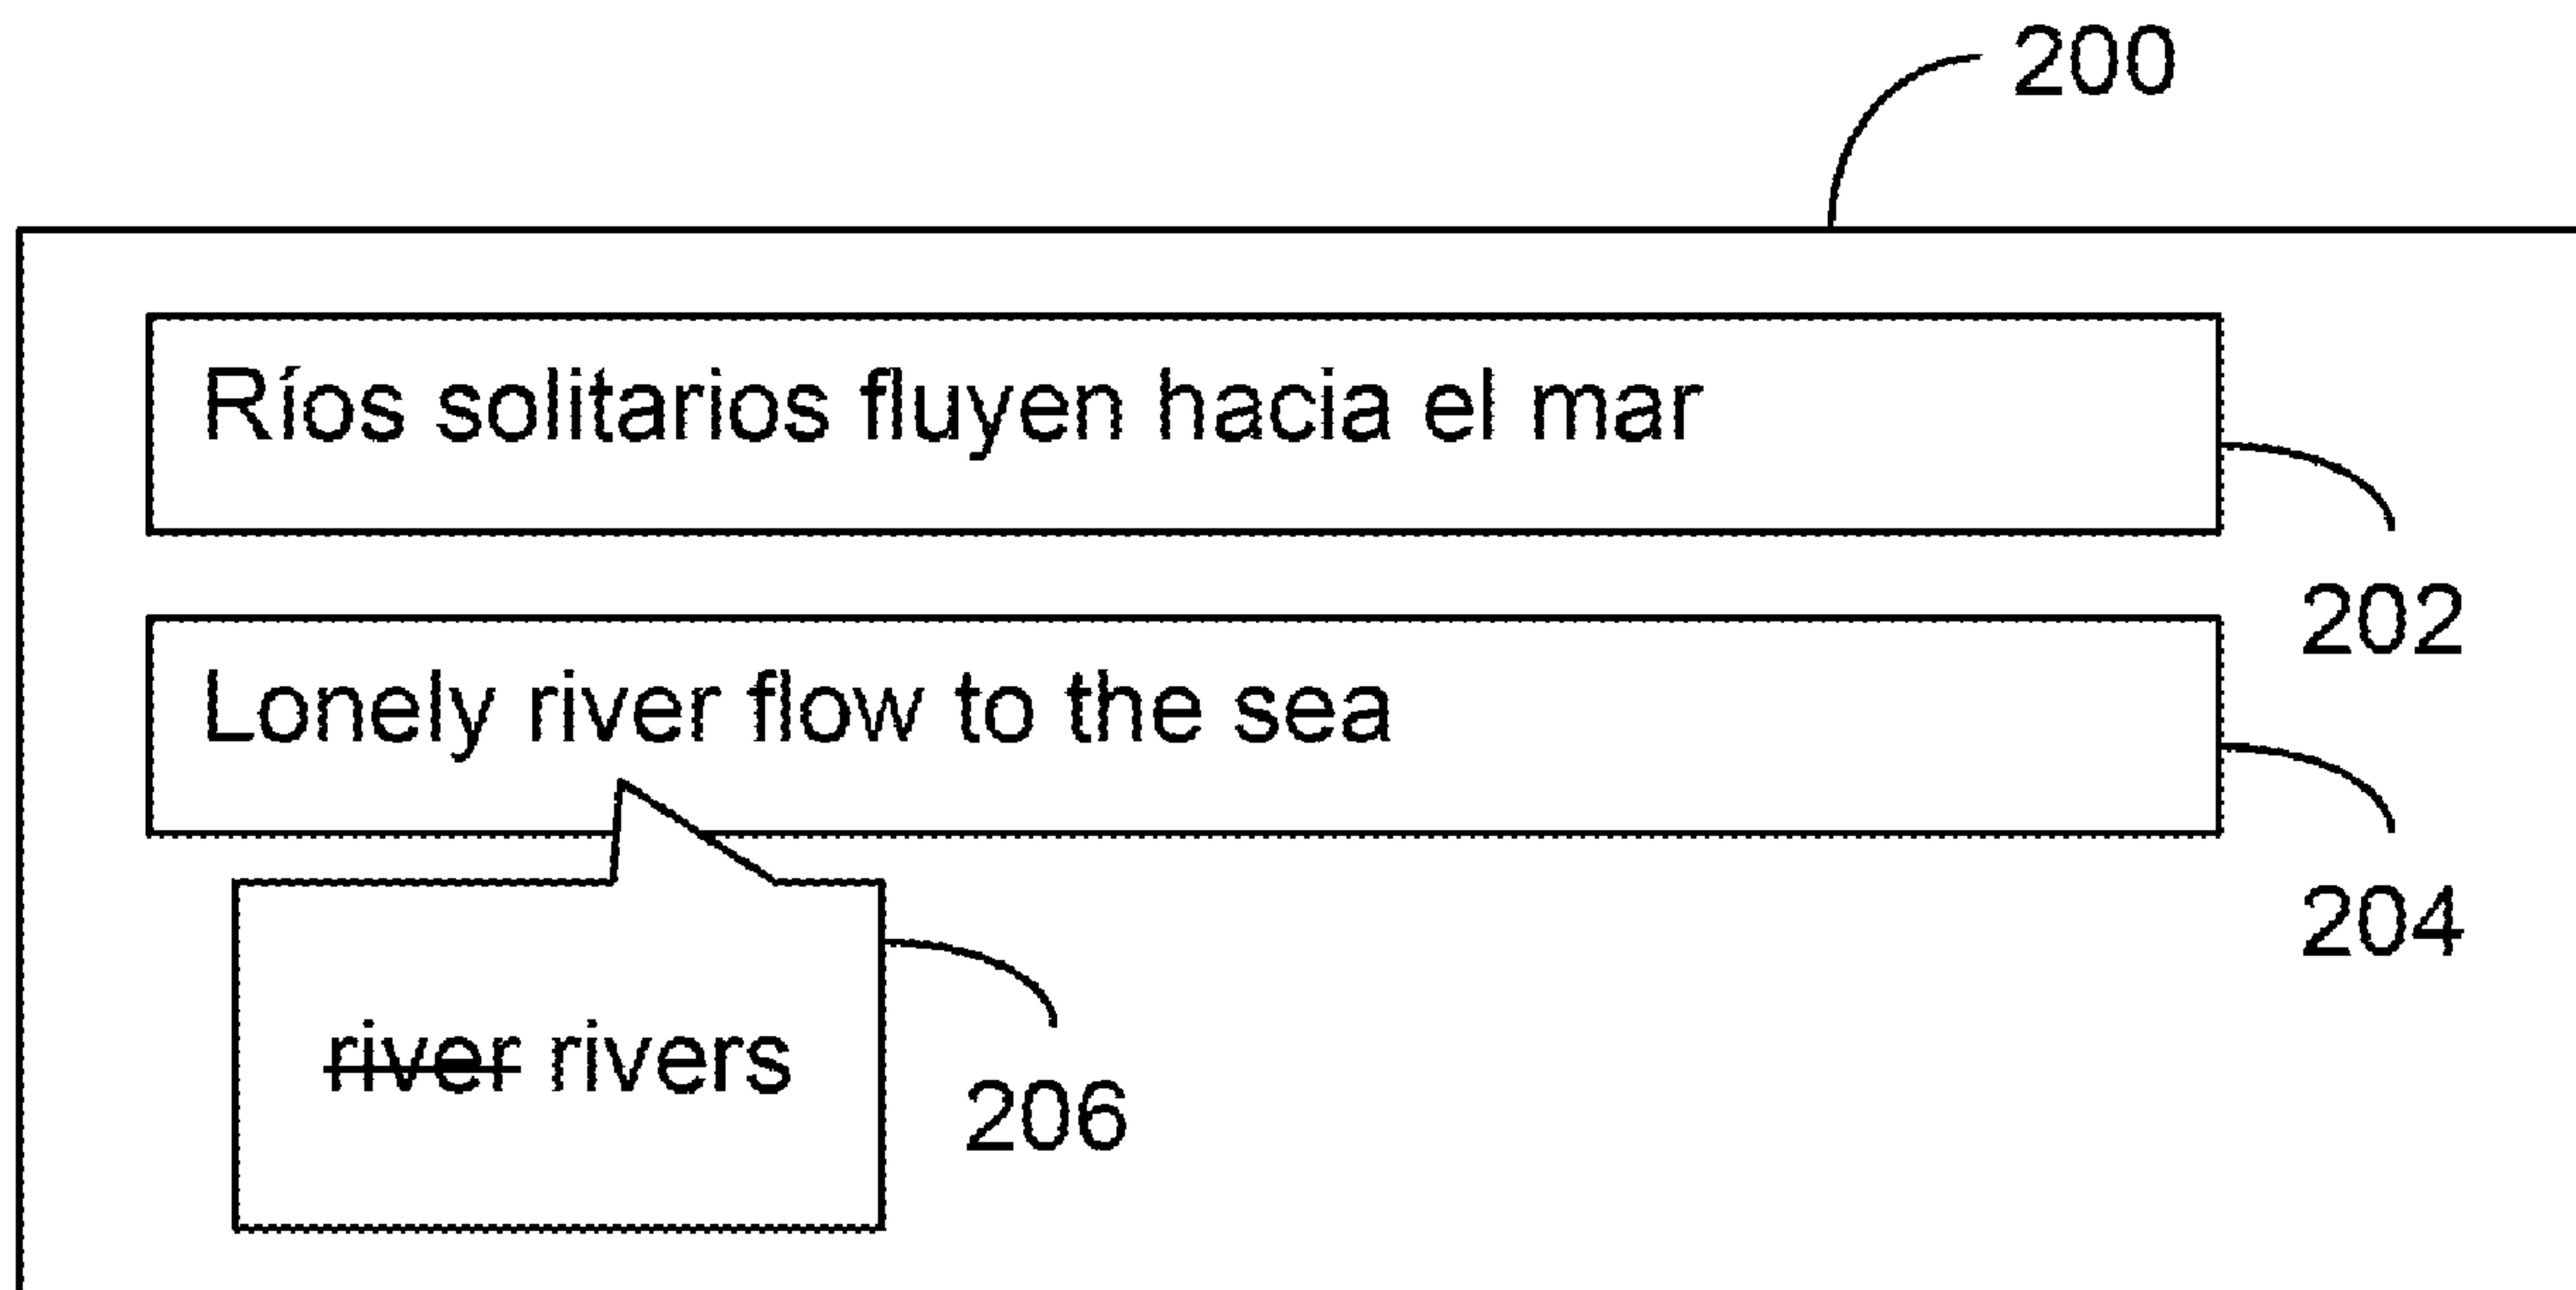 200
Ríos solitarios fluyen hacia el mar
202
Lonely river flow to the sea
204
river rivers
206